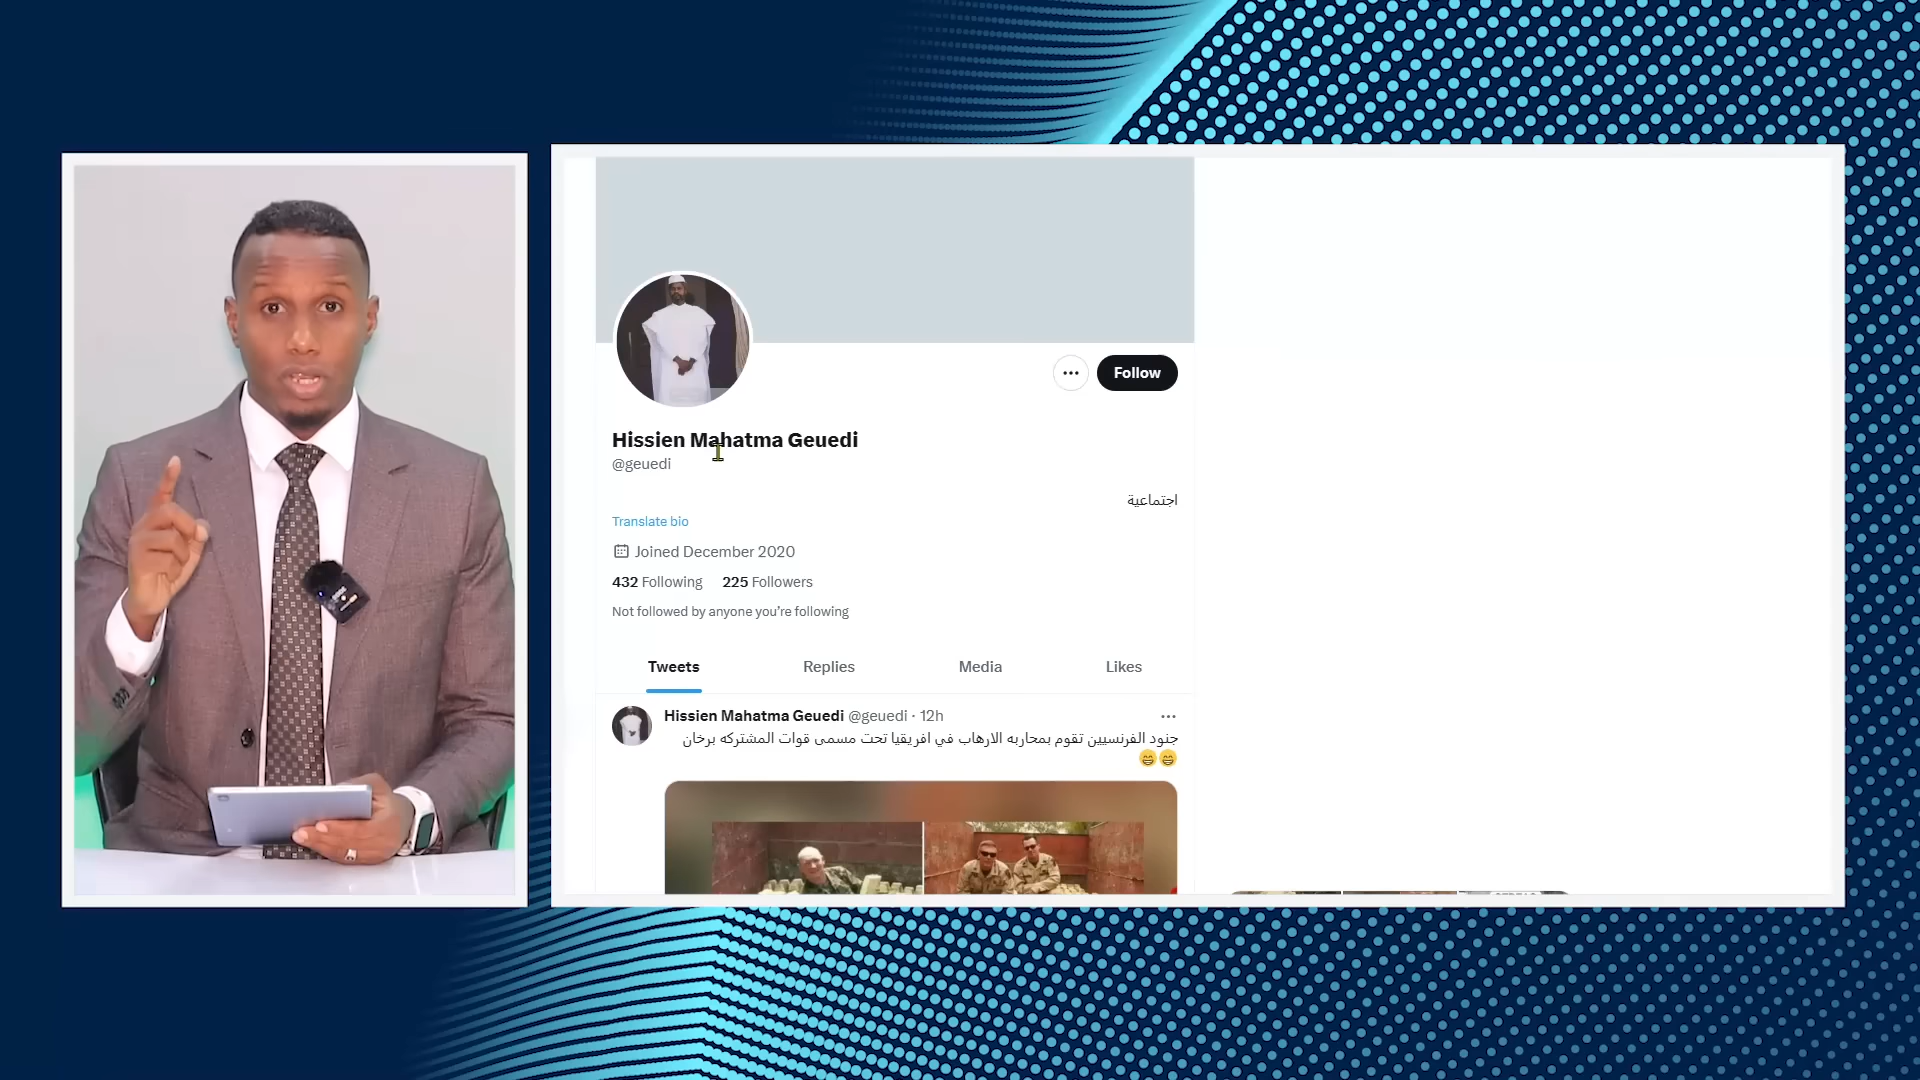 Follow
Hissien Mahatma Geuedi
@geuedi
اجتماعية
Translate bio
Joined December 2020
432 Following 225 Followers
Not followed by anyone you’re following
Tweets Replies Media Likes
Hissien Mahatma Geuedi @geuedi · 12h
جنود الفرنسيين تقوم بمحاربه الارهاب في افريقيا تحت مسمى قوات المشتركه برخان